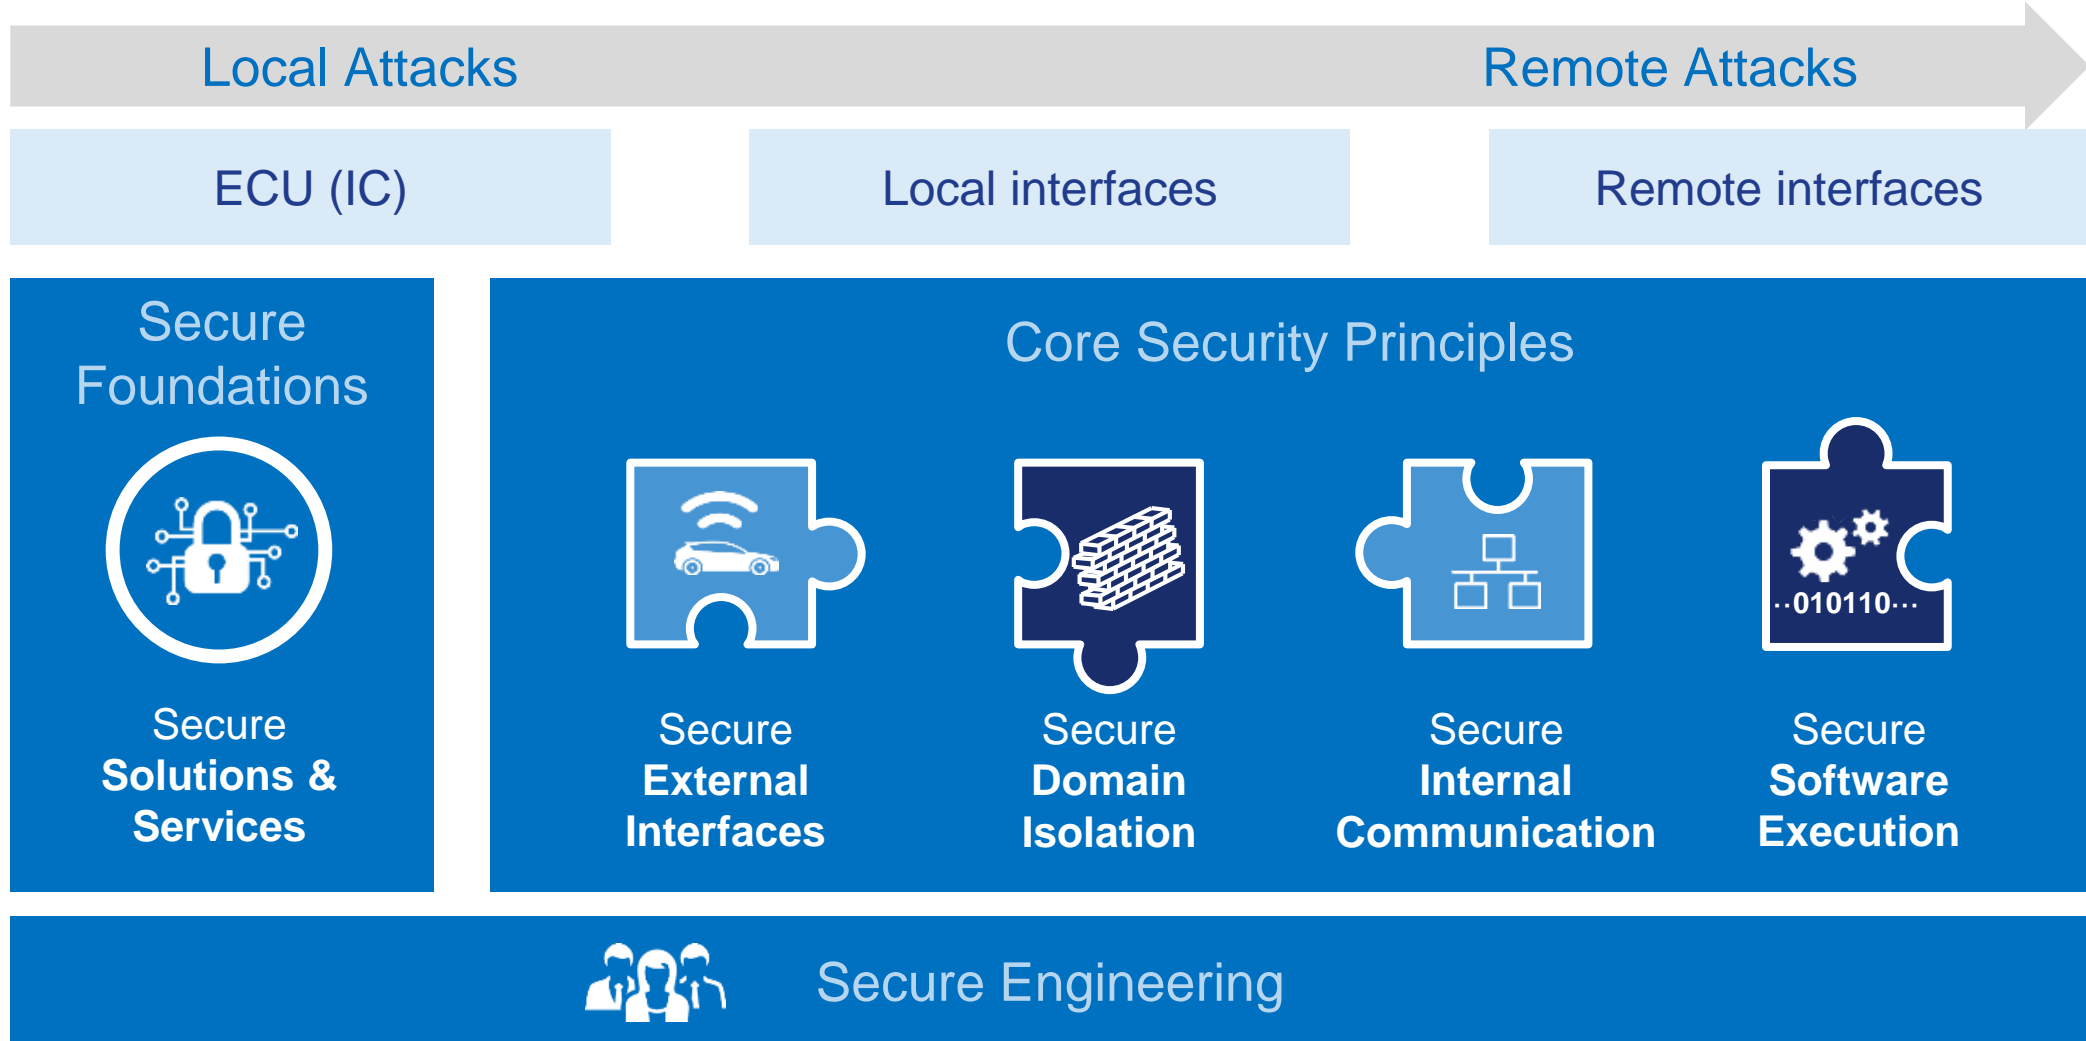 Local Attacks
Remote Attacks
ECU (IC)
Local interfaces
Remote interfaces
Secure
Foundations
Secure
Solutions &
Services
Core Security Principles
··010110···
Secure
External
Interfaces
Secure
Domain
Isolation
Secure
Internal
Communication
Secure
Software
Execution
Secure Engineering